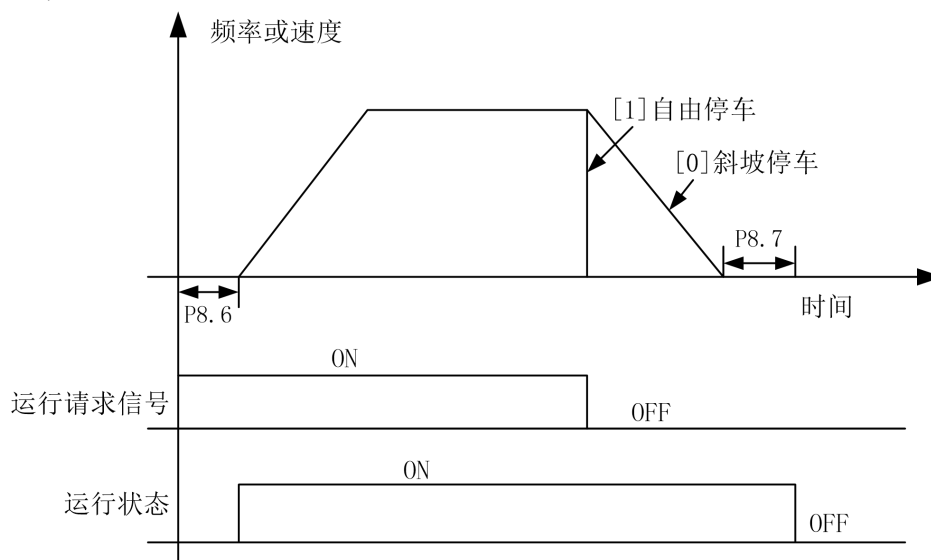 频率或速度
[1]自由停车
[0]斜坡停车
P8.7
P8.6
时间
ON
运行请求信号
OFF
ON
运行状态
OFF